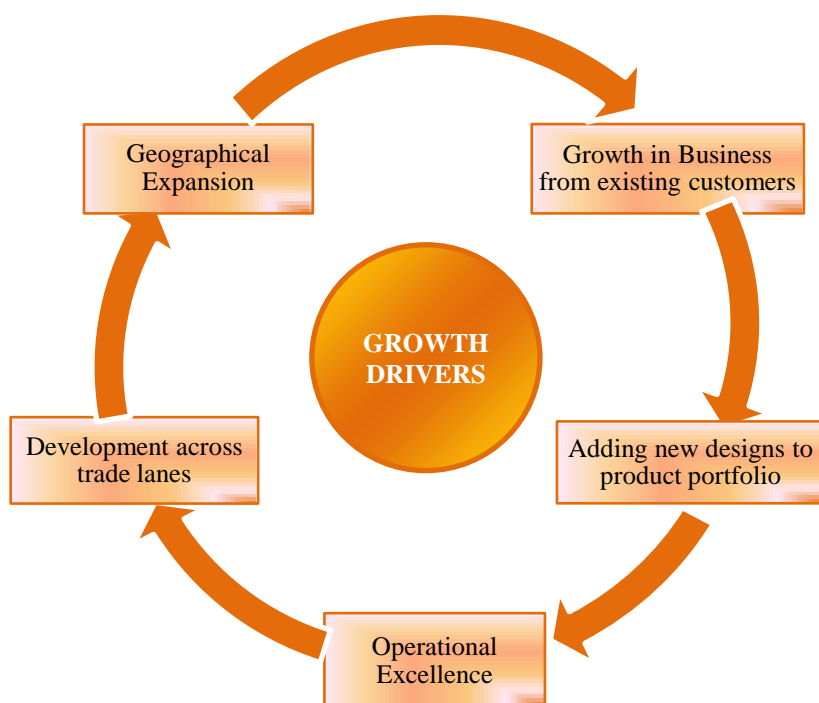 Geographical
Expansion
Growth in Business
from existing customers
GROWTH
DRIVERS
Development across
trade lanes
Adding new designs to
product portfolio
Operational
Excellence